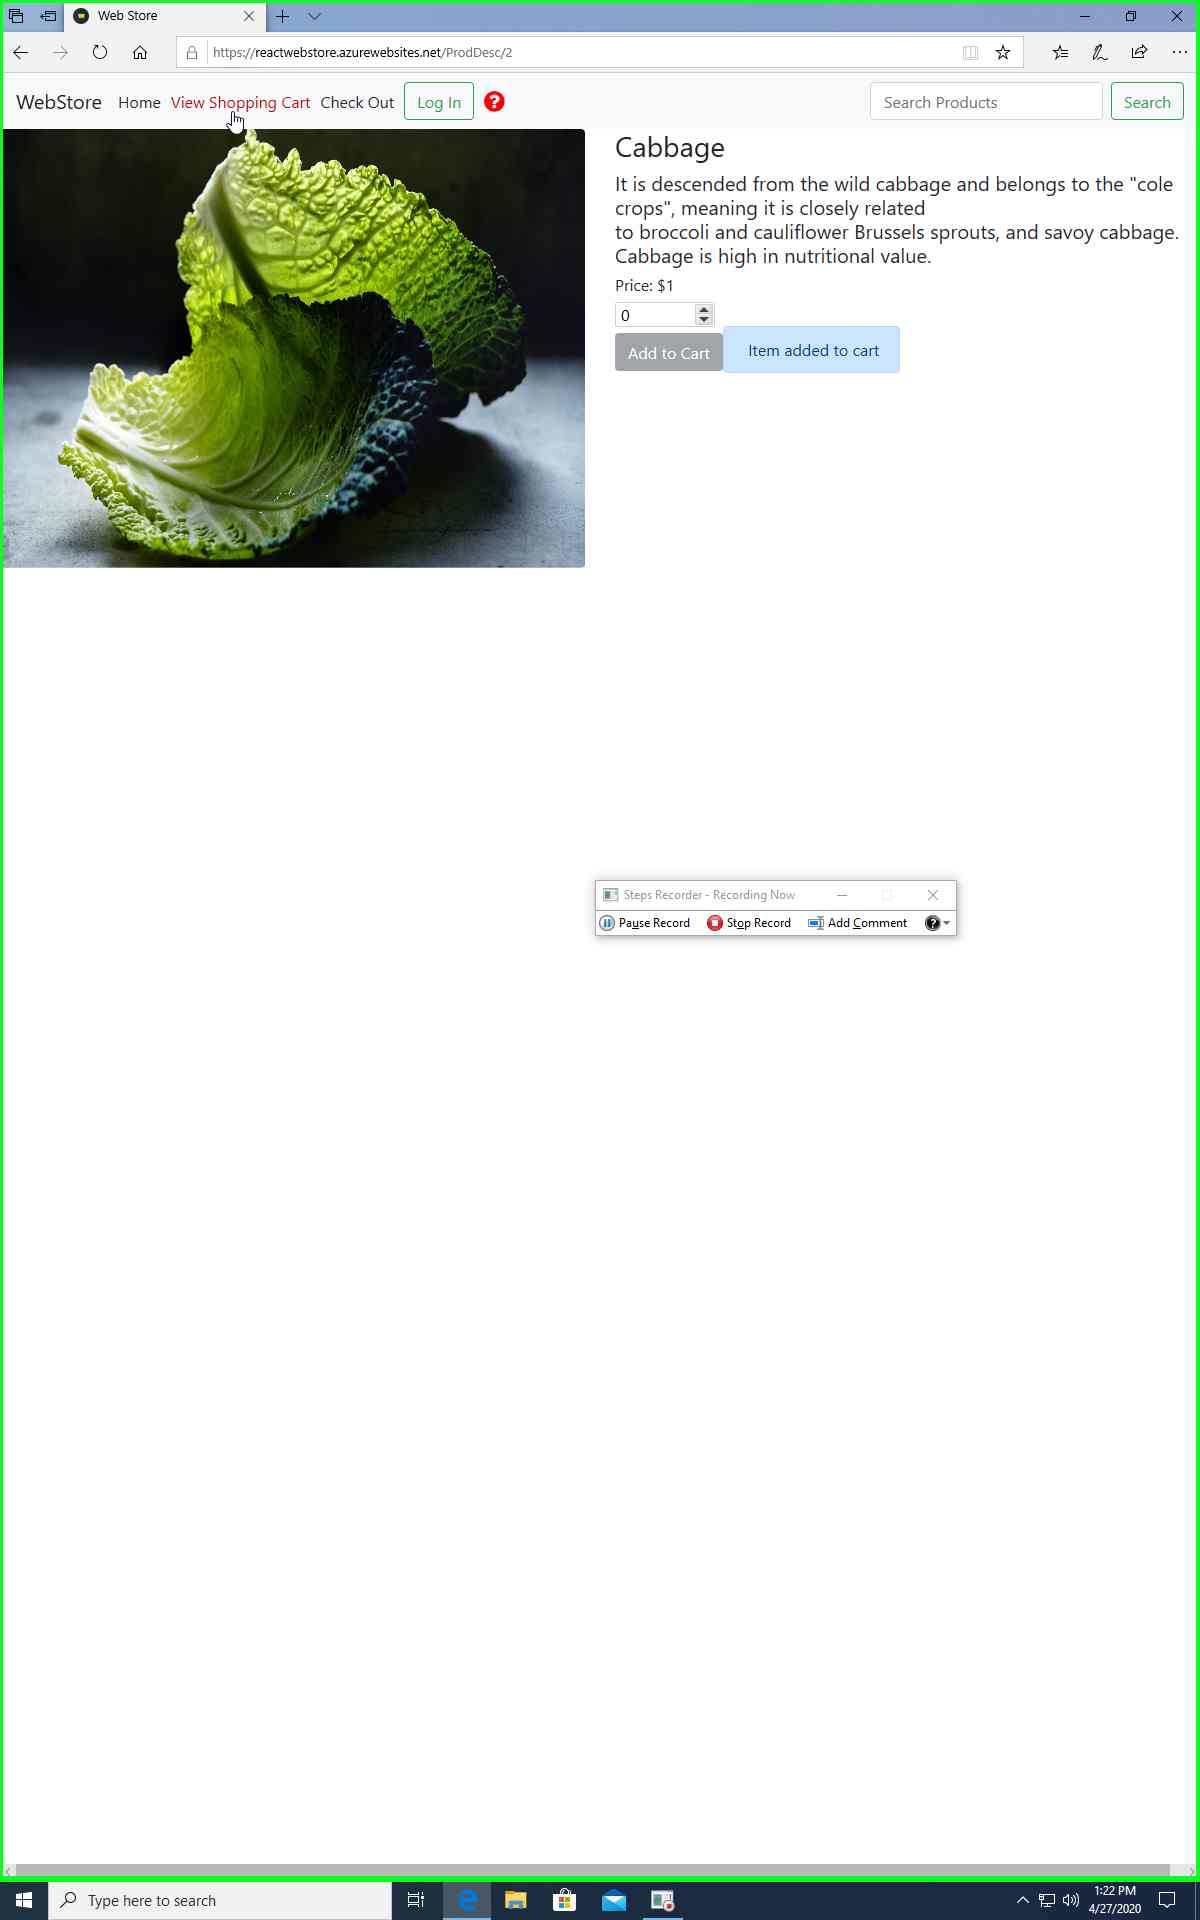 Web Store
https://reactwebstore.azurewebsites.net/ProdDesc/2
WebStore Home View Shopping Cart Check Out Log In ? Search Products Search
Cabbage
It is descended from the wild cabbage and belongs to the "cole
crops", meaning it is closely related
to broccoli and cauliflower Brussels sprouts, and savoy cabbage.
Cabbage is high in nutritional value.
Price: $1
0
Add to Cart Item added to cart
Steps Recorder - Recording Now
Pause Record Stop Record Add Comment ?
Type here to search
1:22 PM
4/27/2020